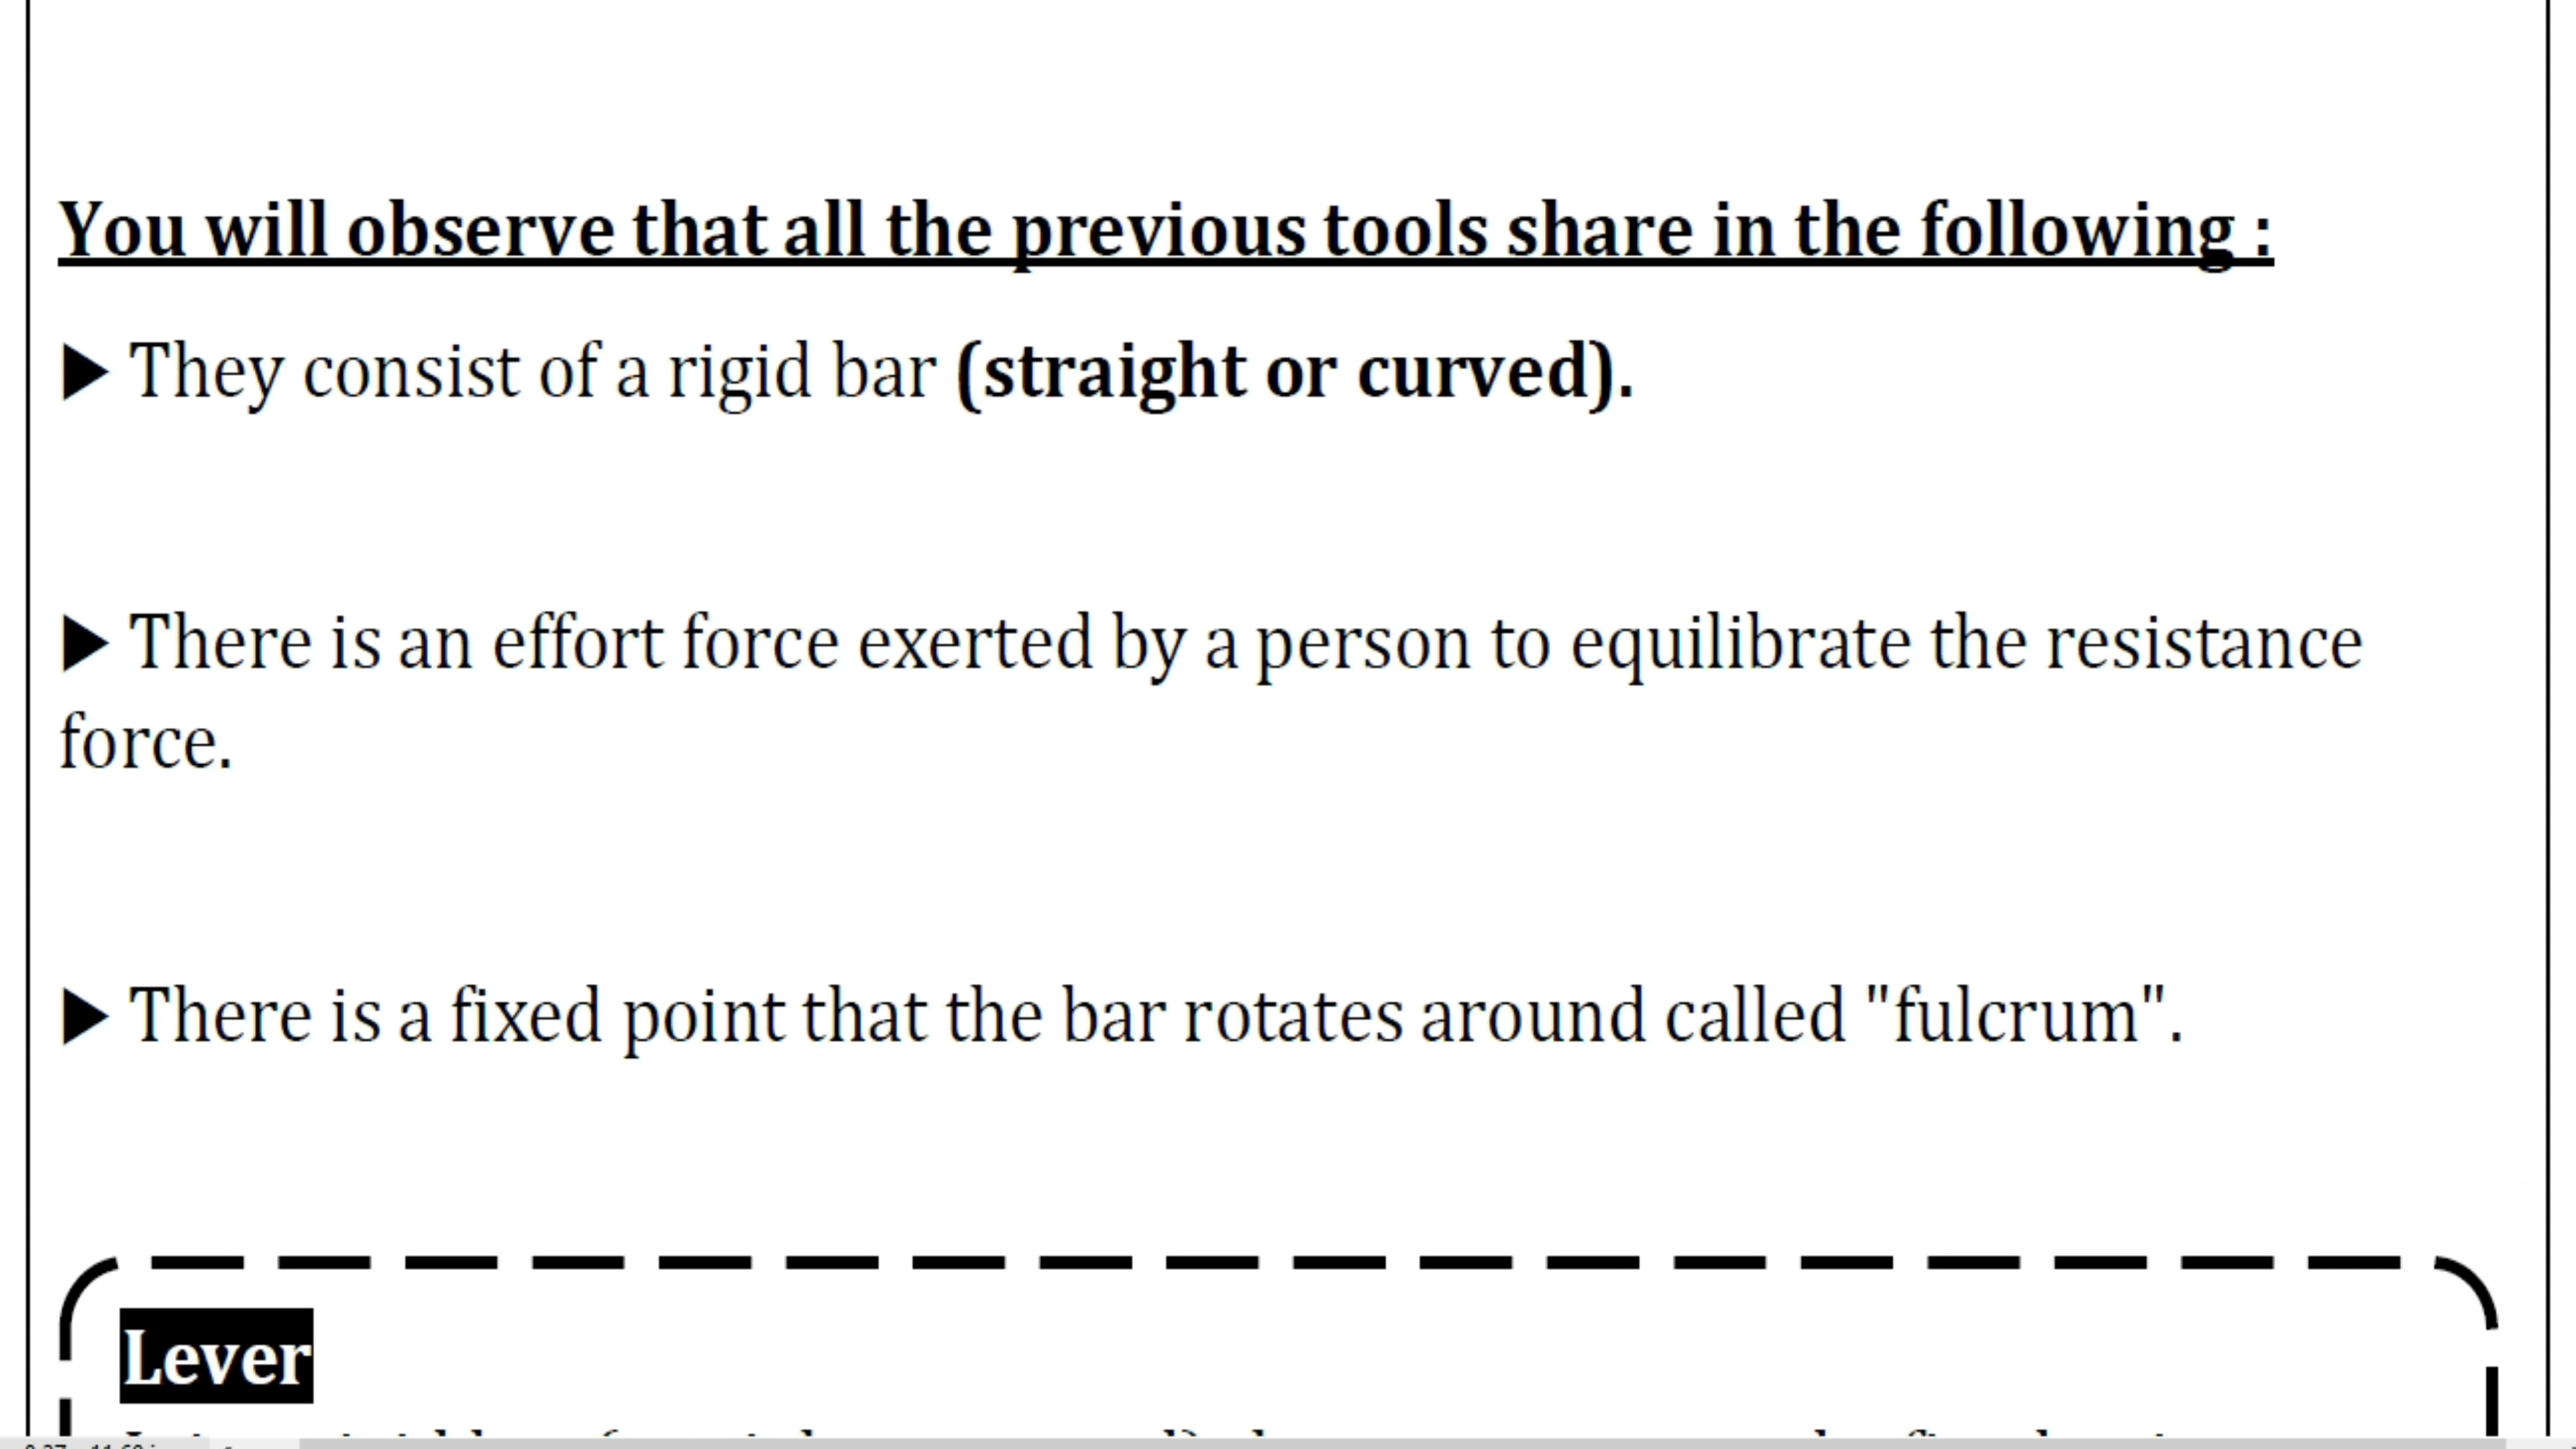 You will observe that all the previous tools share in the following :
▶ They consist of a rigid bar (straight or curved).
▶ There is an effort force exerted by a person to equilibrate the resistance
force.
▶ There is a fixed point that the bar rotates around called "fulcrum".
Lever